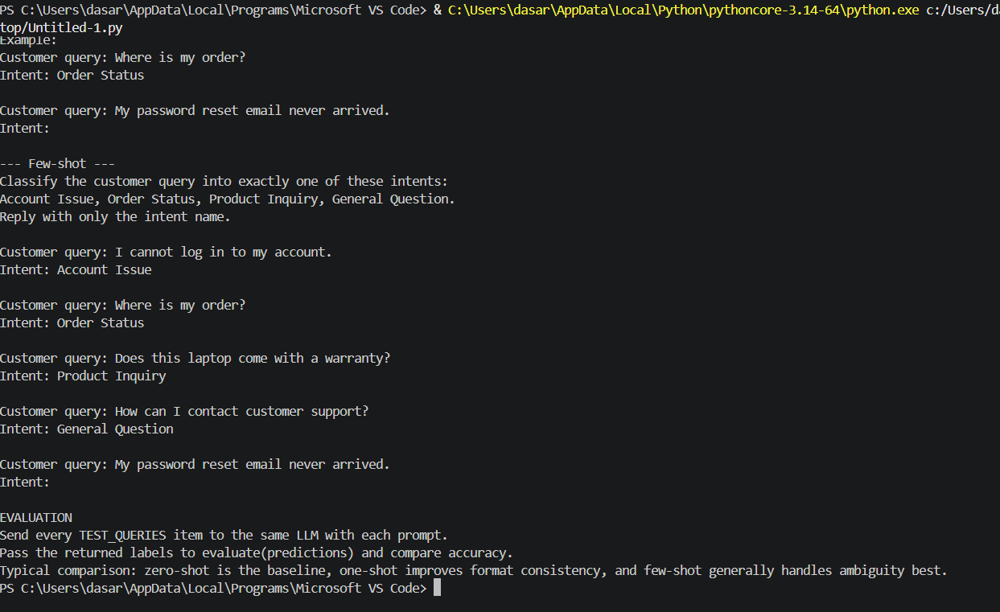 PS C:\Users\dasar\AppData\Local\Programs\Microsoft VS Code> & C:\Users\dasar\AppData\Local\Python\pythoncore-3.14-64\python.exe c:/Users/da
top/Untitled-1.py
Example:
Customer query: Where is my order?
Intent: Order Status
Customer query: My password reset email never arrived.
Intent:
--- Few-shot ---
Classify the customer query into exactly one of these intents:
Account Issue, Order Status, Product Inquiry, General Question.
Reply with only the intent name.
Customer query: I cannot log in to my account.
Intent: Account Issue
Customer query: Where is my order?
Intent: Order Status
Customer query: Does this laptop come with a warranty?
Intent: Product Inquiry
Customer query: How can I contact customer support?
Intent: General Question
Customer query: My password reset email never arrived.
Intent:
EVALUATION
Send every TEST_QUERIES item to the same LLM with each prompt.
Pass the returned labels to evaluate(predictions) and compare accuracy.
Typical comparison: zero-shot is the baseline, one-shot improves format consistency, and few-shot generally handles ambiguity best.
PS C:\Users\dasar\AppData\Local\Programs\Microsoft VS Code>